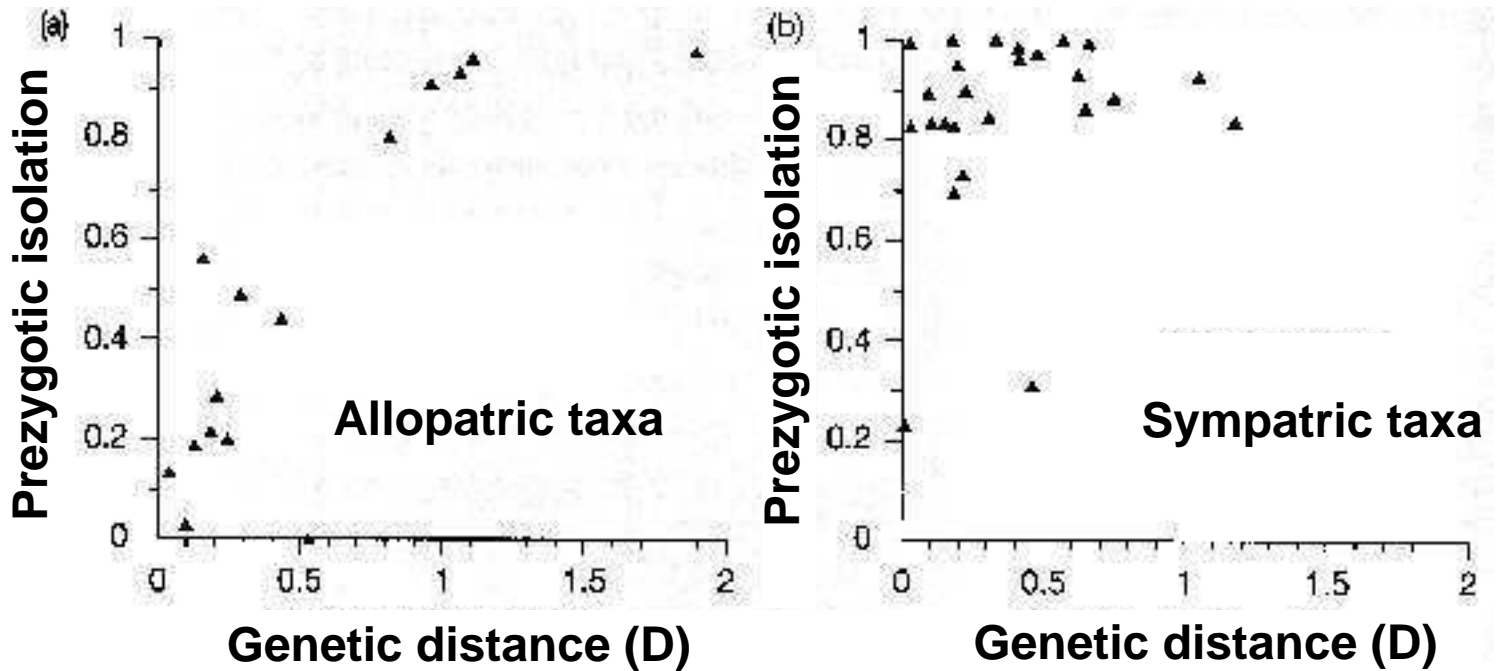 (a)
Prezygotic isolation
1
0.8
0.6
0.4
0.2
0
0 0.5 1 1.5 2
Allopatric taxa
Genetic distance (D)
(b)
Prezygotic isolation
1
0.8
0.6
0.4
0.2
0
0 0.5 1 1.5 2
Sympatric taxa
Genetic distance (D)